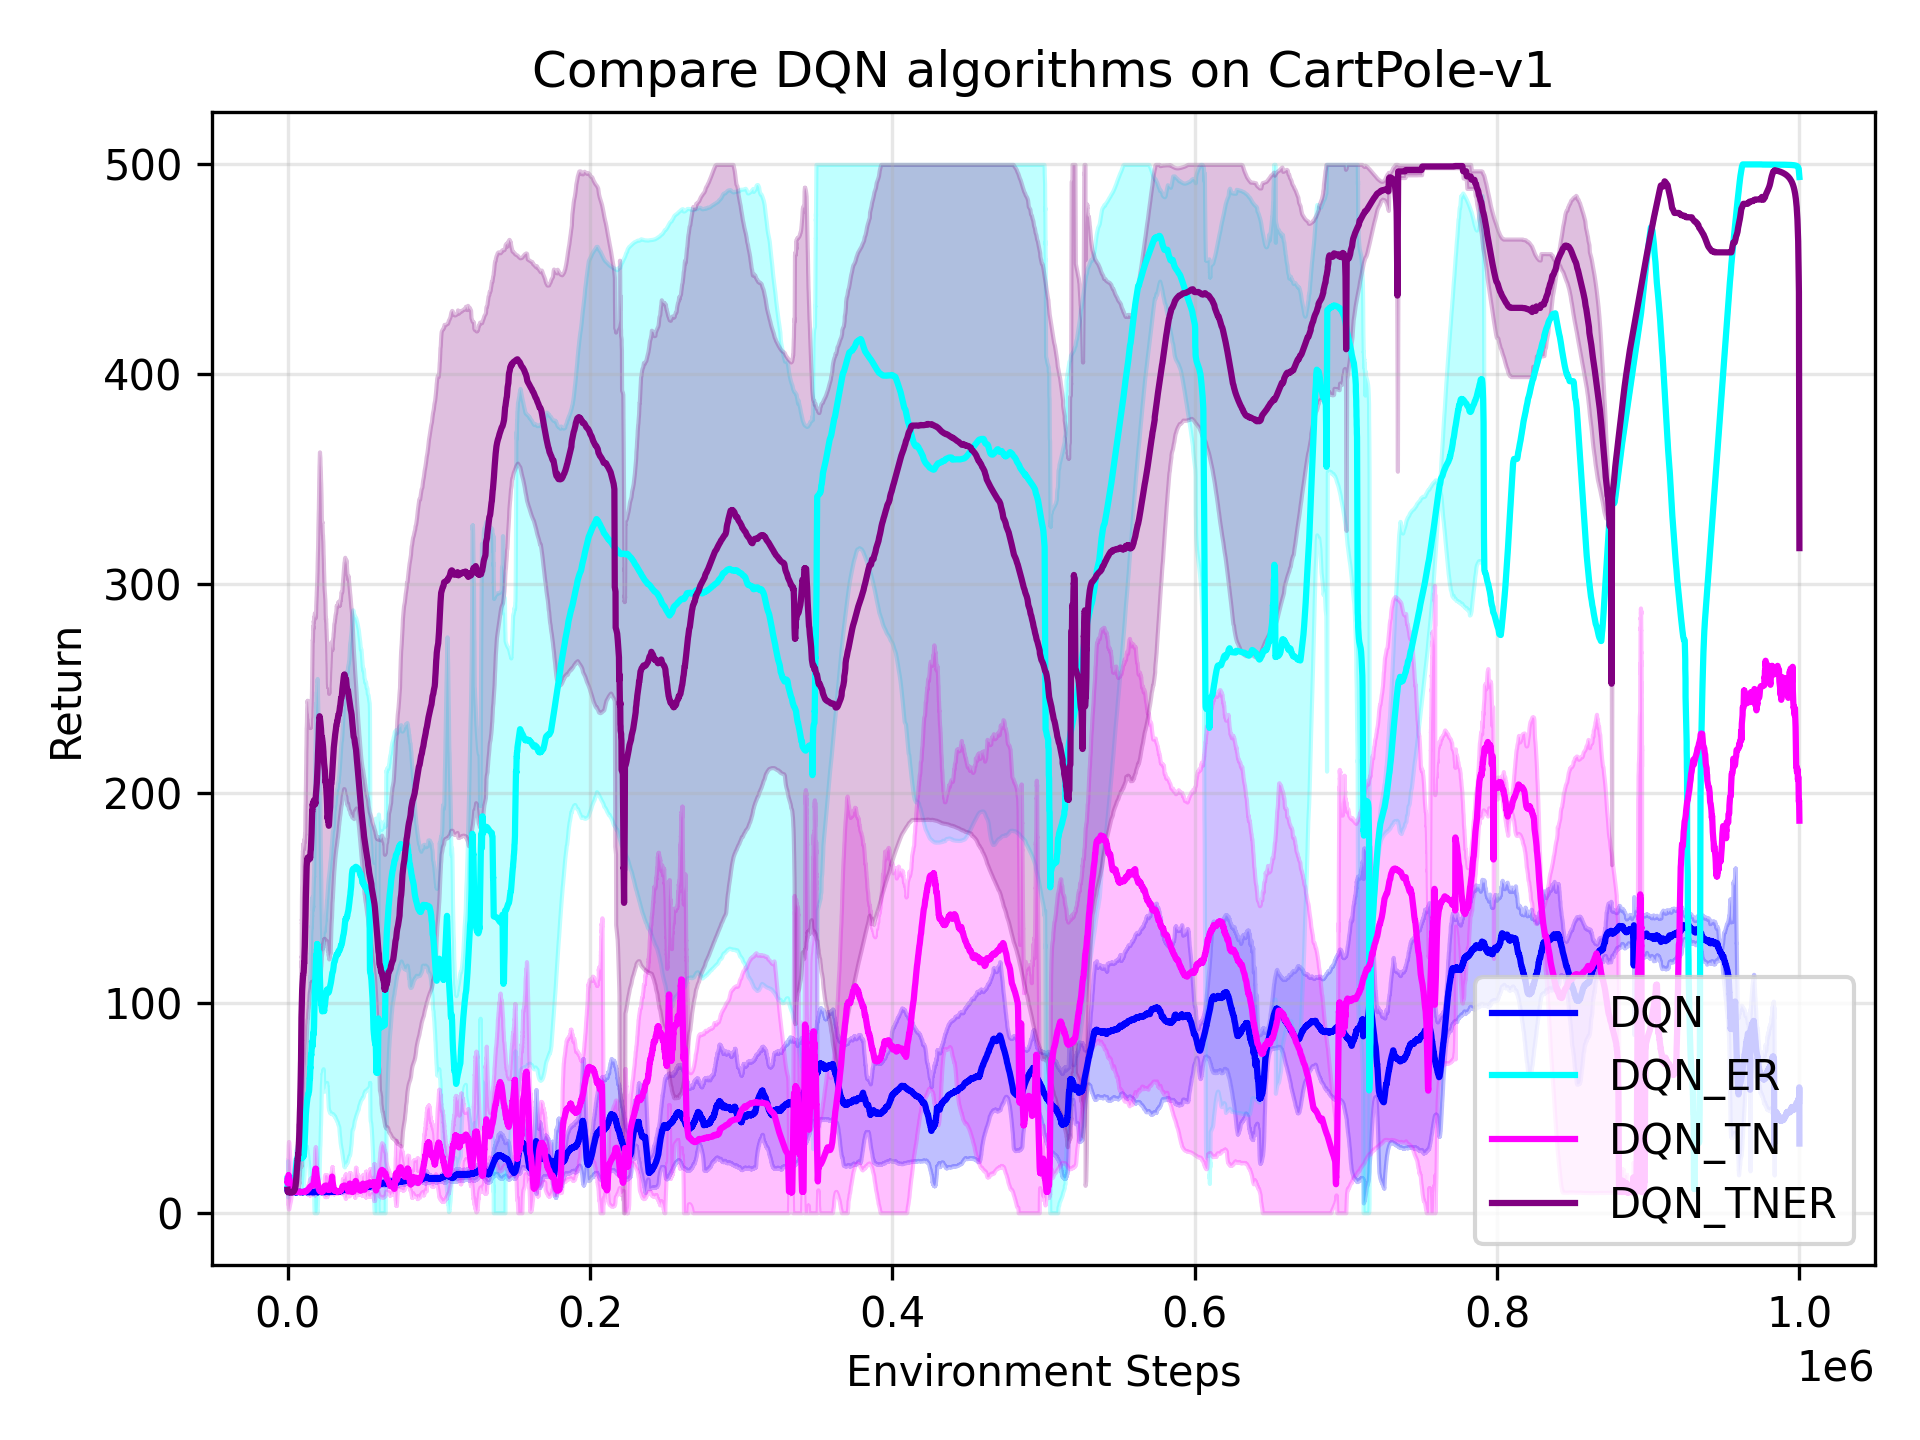 Compare DQN algorithms on CartPole-v1
Return
500
400
300
200
100
0
DQN
DQN_ER
DQN_TN
DQN_TNER
0.0 0.2 0.4 0.6 0.8 1.0
1e6
Environment Steps